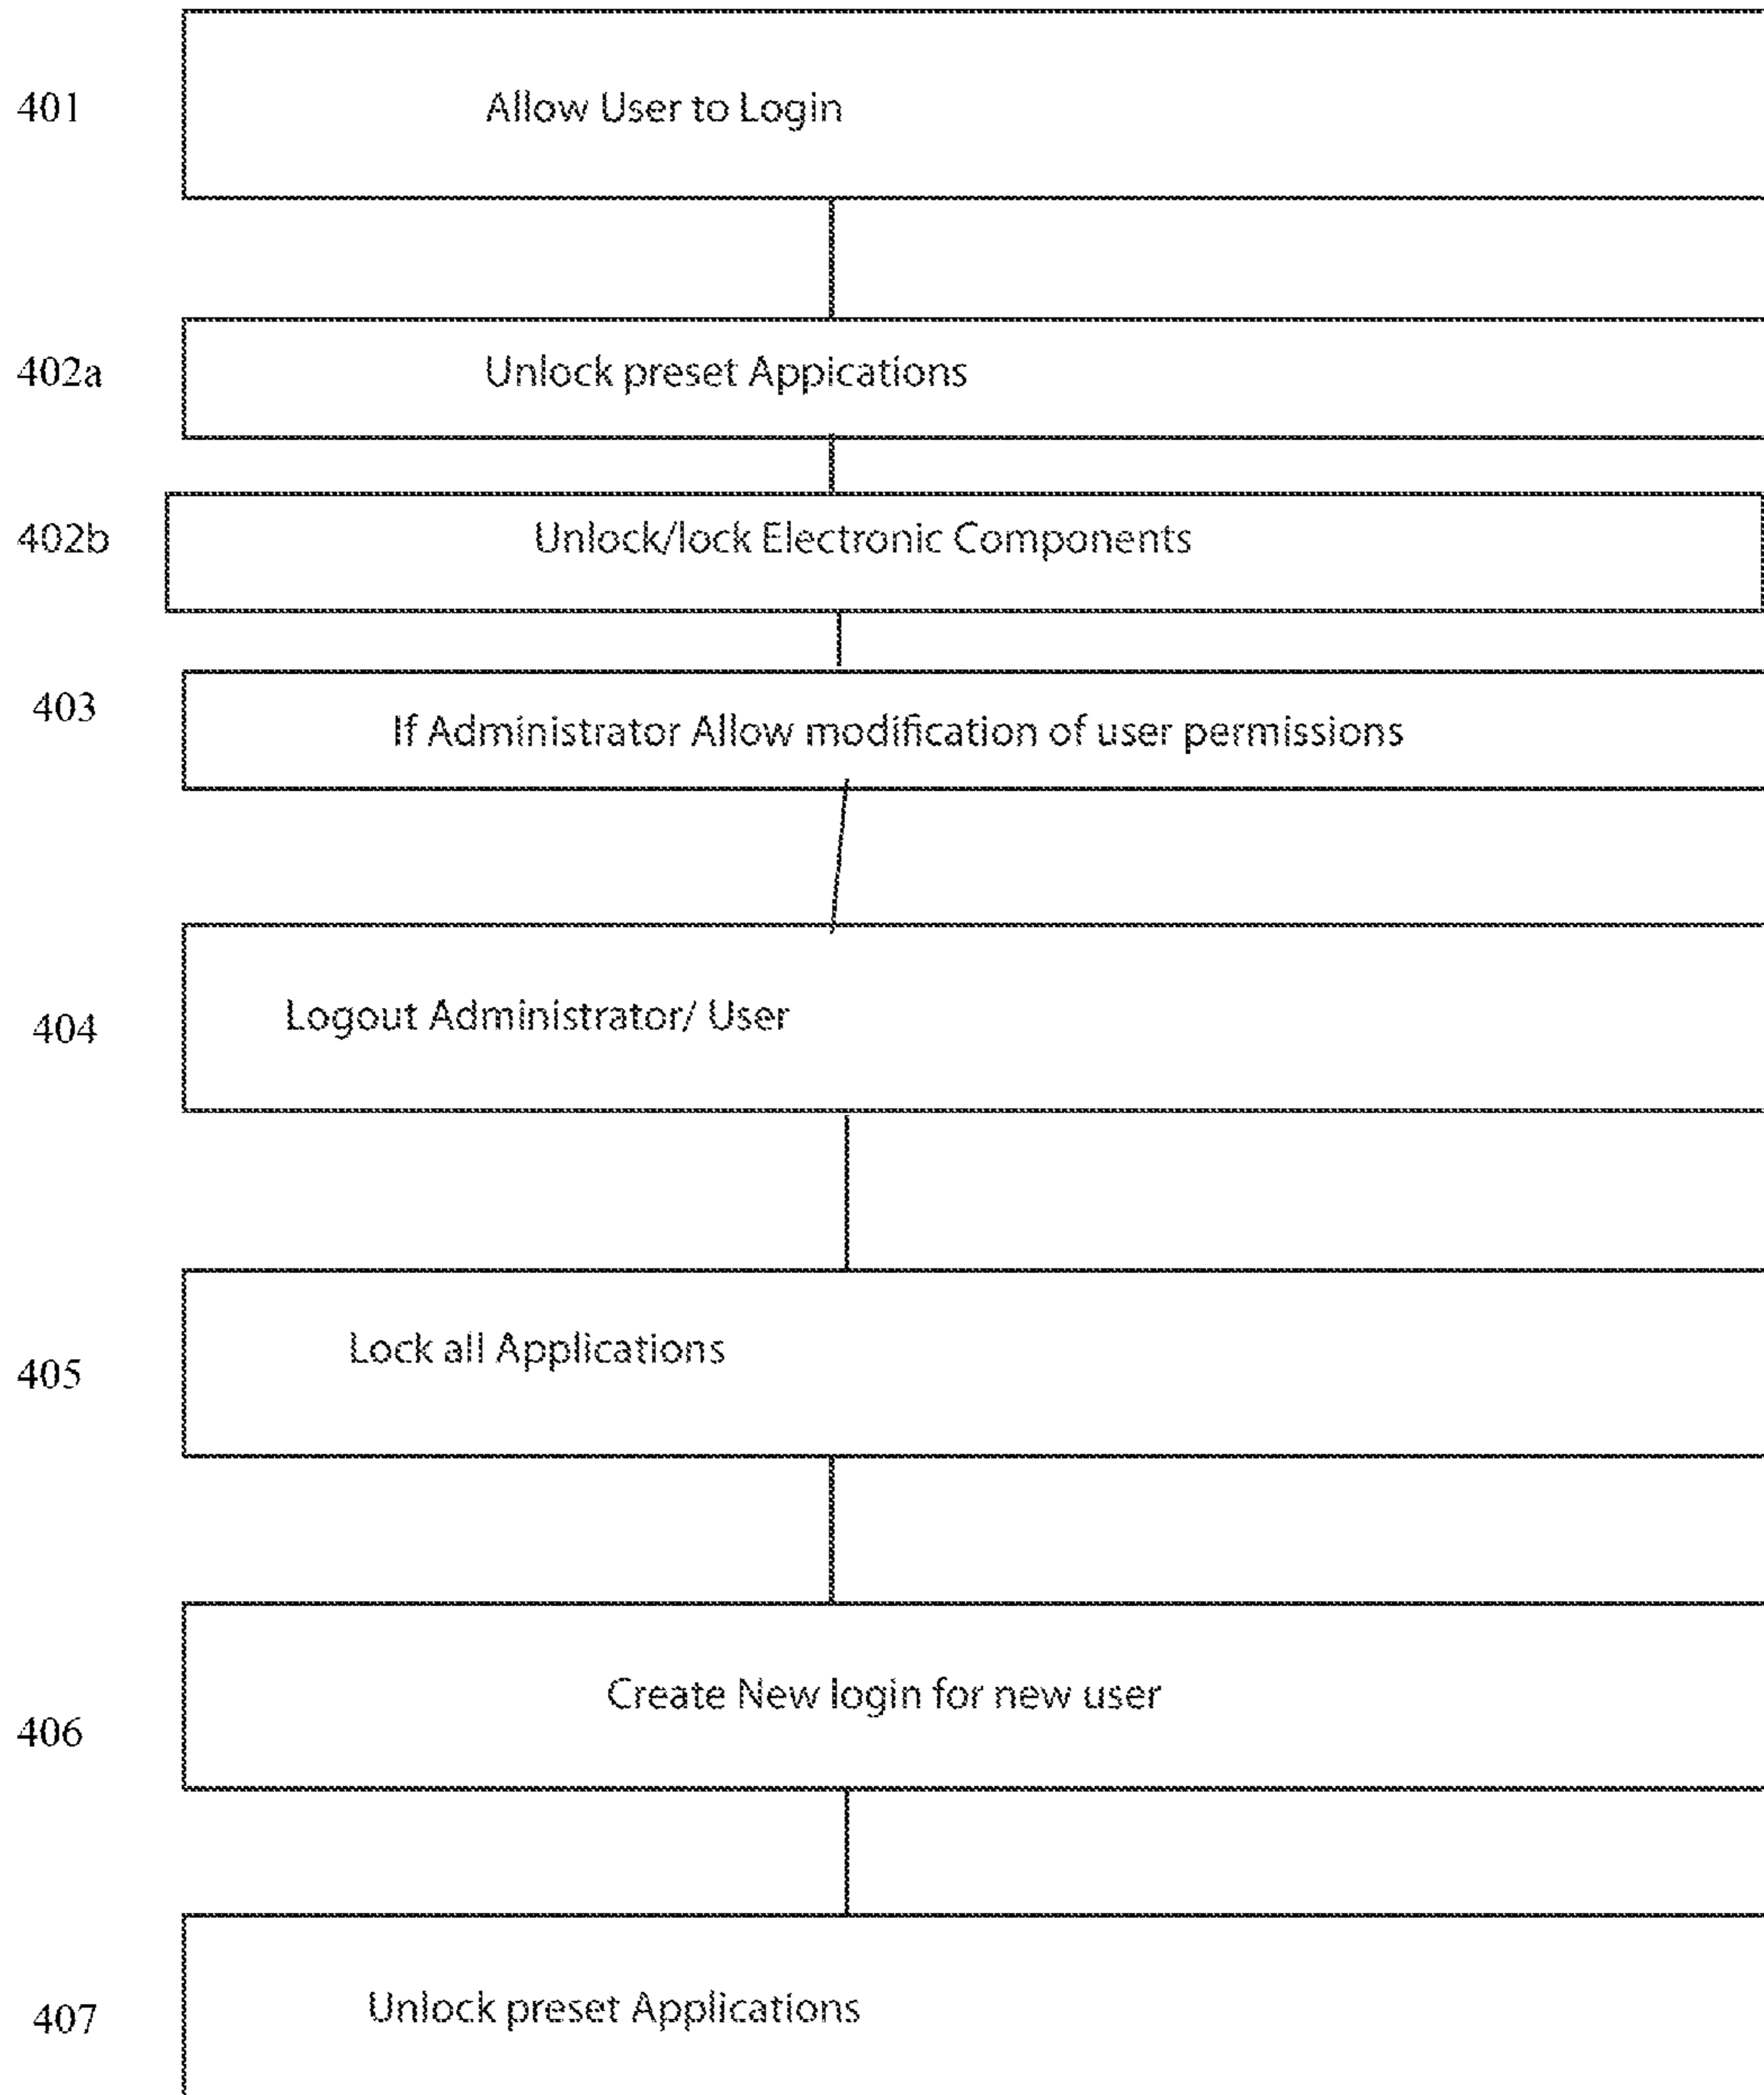 401 Allow User to Login
402a Unlock preset Appications
402b Unlock/lock Electronic Components
403 If Administrator Allow modification of user permissions
404 Logout Administrator/ User
405 Lock all Applications
406 Create New login for new user
407 Unlock preset Applications